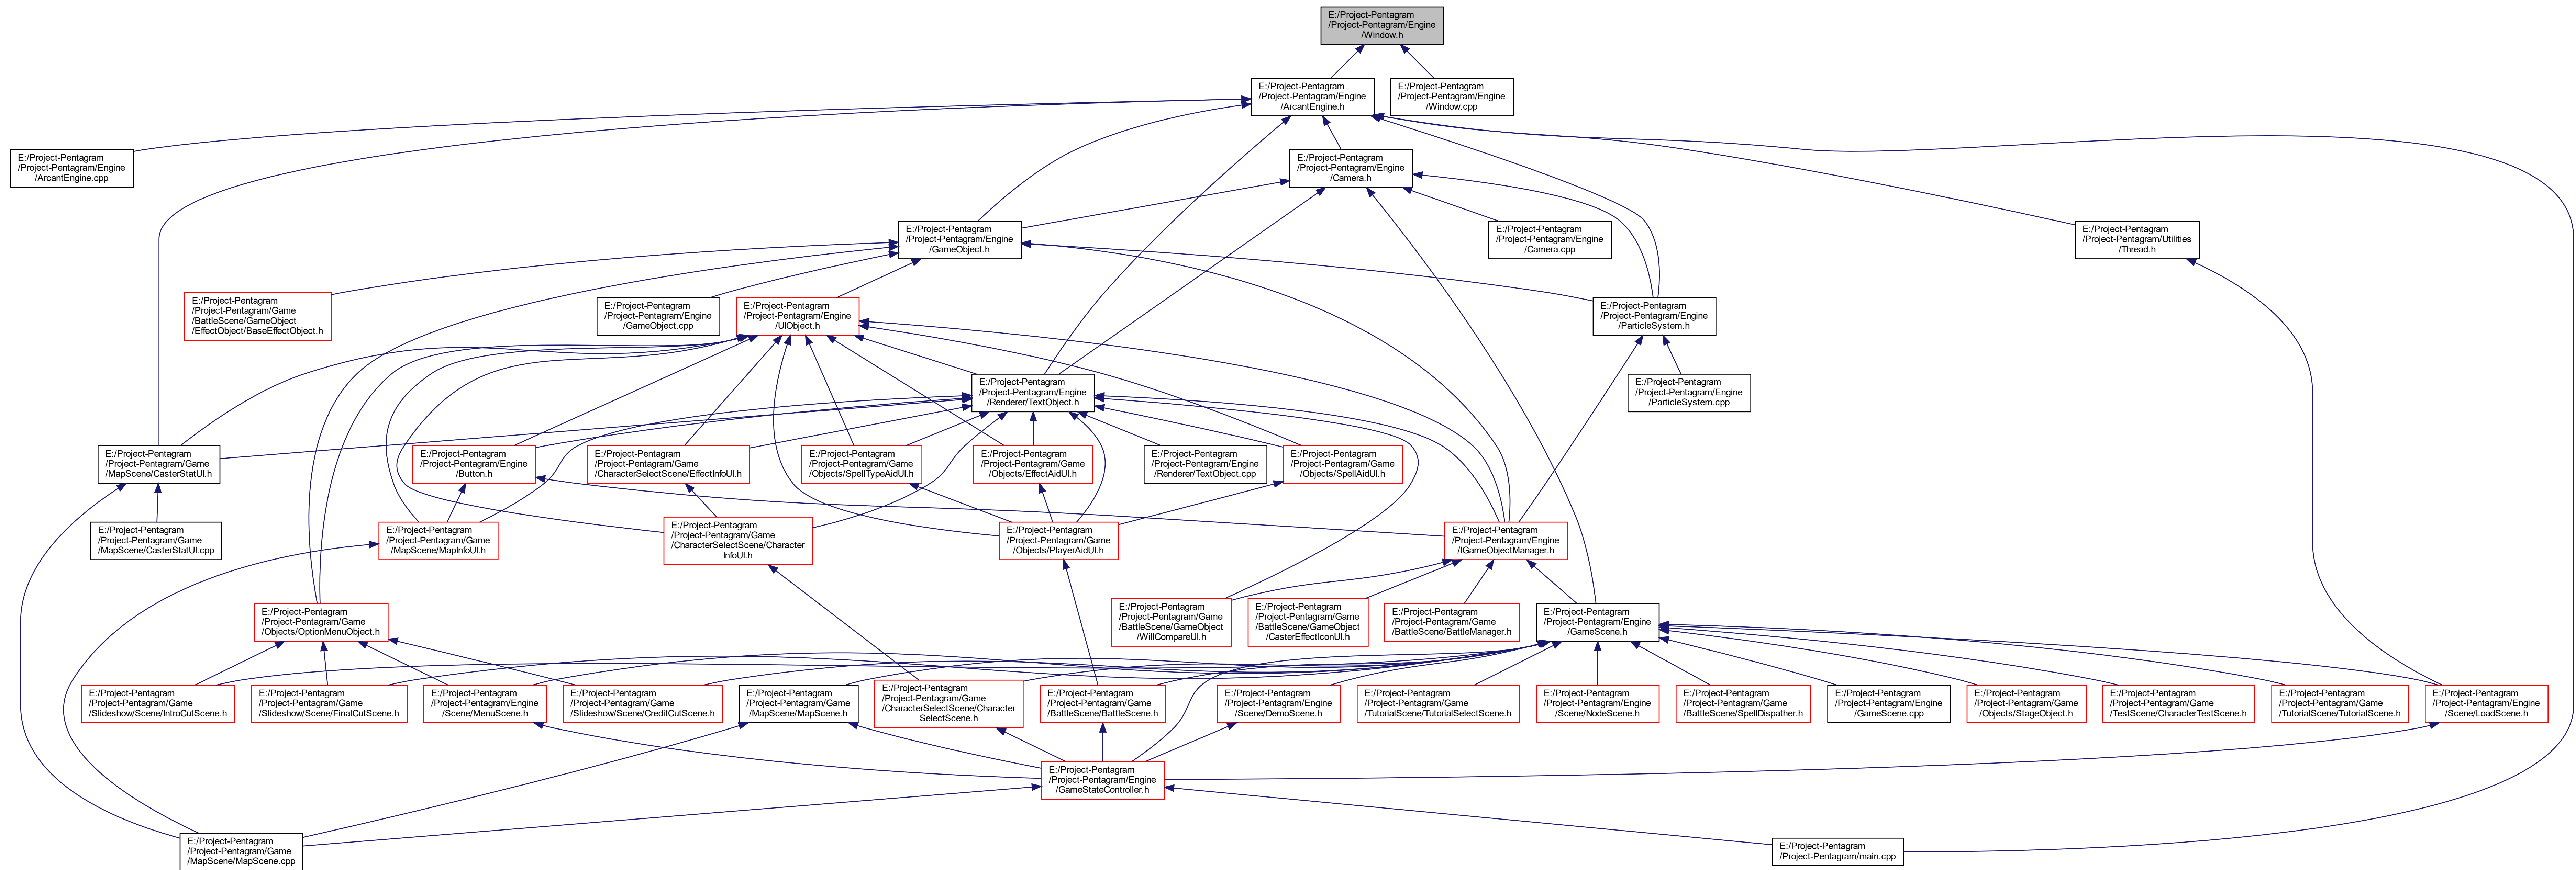 E:/Project-Pentagram
/Project-Pentagram/Engine
/Window.h
E:/Project-Pentagram
/Project-Pentagram/Engine
/ArcantEngine.h
E:/Project-Pentagram
/Project-Pentagram/Engine
/Window.cpp
E:/Project-Pentagram
/Project-Pentagram/Engine
/ArcantEngine.cpp
E:/Project-Pentagram
/Project-Pentagram/Engine
/Camera.h
E:/Project-Pentagram
/Project-Pentagram/Engine
/GameObject.h
E:/Project-Pentagram
/Project-Pentagram/Engine
/Camera.cpp
E:/Project-Pentagram
/Project-Pentagram/Utilities
/Thread.h
E:/Project-Pentagram
/Project-Pentagram/Game
/BattleScene/GameObject
/EffectObject/BaseEffectObject.h
E:/Project-Pentagram
/Project-Pentagram/Engine
/GameObject.cpp
E:/Project-Pentagram
/Project-Pentagram/Engine
/UIObject.h
E:/Project-Pentagram
/Project-Pentagram/Engine
/ParticleSystem.h
E:/Project-Pentagram
/Project-Pentagram/Engine
/Renderer/TextObject.h
E:/Project-Pentagram
/Project-Pentagram/Engine
/ParticleSystem.cpp
E:/Project-Pentagram
/Project-Pentagram/Game
/MapScene/CasterStatUI.h
E:/Project-Pentagram
/Project-Pentagram/Engine
/Button.h
E:/Project-Pentagram
/Project-Pentagram/Game
/CharacterSelectScene/EffectInfoUI.h
E:/Project-Pentagram
/Project-Pentagram/Game
/Objects/SpellTypeAidUI.h
E:/Project-Pentagram
/Project-Pentagram/Game
/Objects/EffectAidUI.h
E:/Project-Pentagram
/Project-Pentagram/Engine
/Renderer/TextObject.cpp
E:/Project-Pentagram
/Project-Pentagram/Game
/Objects/SpellAidUI.h
E:/Project-Pentagram
/Project-Pentagram/Game
/MapScene/CasterStatUI.cpp
E:/Project-Pentagram
/Project-Pentagram/Game
/MapScene/MapInfoUI.h
E:/Project-Pentagram
/Project-Pentagram/Game
/CharacterSelectScene/Character
InfoUI.h
E:/Project-Pentagram
/Project-Pentagram/Game
/Objects/PlayerAidUI.h
E:/Project-Pentagram
/Project-Pentagram/Engine
/IGameObjectManager.h
E:/Project-Pentagram
/Project-Pentagram/Game
/Objects/OptionMenuObject.h
E:/Project-Pentagram
/Project-Pentagram/Game
/BattleScene/GameObject
/WillCompareUI.h
E:/Project-Pentagram
/Project-Pentagram/Game
/BattleScene/GameObject
/CasterEffectIconUI.h
E:/Project-Pentagram
/Project-Pentagram/Game
/BattleScene/BattleManager.h
E:/Project-Pentagram
/Project-Pentagram/Engine
/GameScene.h
E:/Project-Pentagram
/Project-Pentagram/Game
/Slideshow/Scene/IntroCutScene.h
E:/Project-Pentagram
/Project-Pentagram/Game
/Slideshow/Scene/FinalCutScene.h
E:/Project-Pentagram
/Project-Pentagram/Engine
/Scene/MenuScene.h
E:/Project-Pentagram
/Project-Pentagram/Game
/Slideshow/Scene/CreditCutScene.h
E:/Project-Pentagram
/Project-Pentagram/Game
/MapScene/MapScene.h
E:/Project-Pentagram
/Project-Pentagram/Game
/CharacterSelectScene/Character
SelectScene.h
E:/Project-Pentagram
/Project-Pentagram/Game
/BattleScene/BattleScene.h
E:/Project-Pentagram
/Project-Pentagram/Engine
/Scene/DemoScene.h
E:/Project-Pentagram
/Project-Pentagram/Game
/TutorialScene/TutorialSelectScene.h
E:/Project-Pentagram
/Project-Pentagram/Engine
/Scene/NodeScene.h
E:/Project-Pentagram
/Project-Pentagram/Game
/BattleScene/SpellDispather.h
E:/Project-Pentagram
/Project-Pentagram/Engine
/GameScene.cpp
E:/Project-Pentagram
/Project-Pentagram/Game
/Objects/StageObject.h
E:/Project-Pentagram
/Project-Pentagram/Game
/TestScene/CharacterTestScene.h
E:/Project-Pentagram
/Project-Pentagram/Game
/TutorialScene/TutorialScene.h
E:/Project-Pentagram
/Project-Pentagram/Engine
/Scene/LoadScene.h
E:/Project-Pentagram
/Project-Pentagram/Engine
/GameStateController.h
E:/Project-Pentagram
/Project-Pentagram/Game
/MapScene/MapScene.cpp
E:/Project-Pentagram
/Project-Pentagram/main.cpp